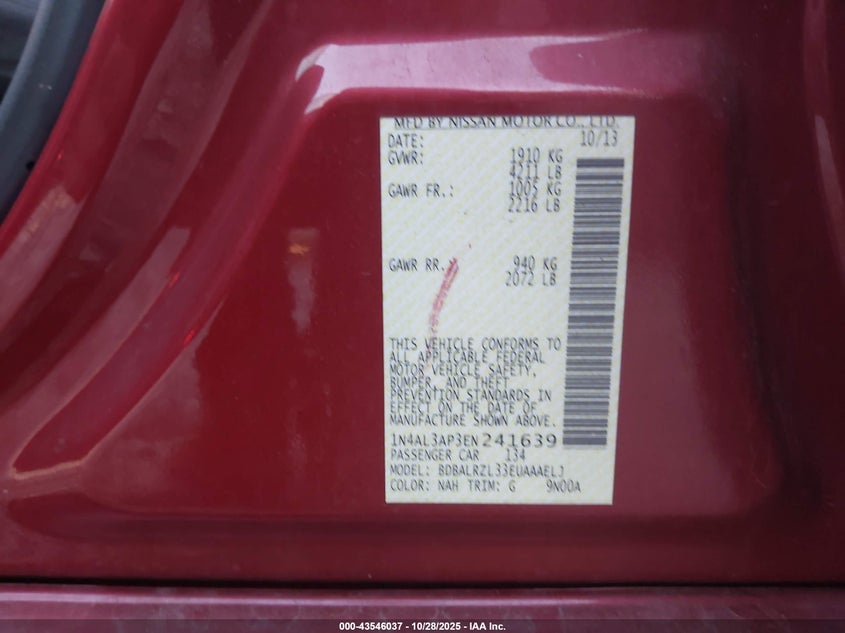 MFD BY NISSAN MOTOR CO., LTD.
DATE: 10/13
GVWR: 1910 KG
4211 LB
GAWR FR.: 1005 KG
2216 LB
GAWR RR.: 940 KG
2072 LB
THIS VEHICLE CONFORMS TO
ALL APPLICABLE FEDERAL
MOTOR VEHICLE SAFETY,
BUMPER, AND THEFT
PREVENTION STANDARDS IN
EFFECT ON THE DATE OF
MANUFACTURE SHOWN ABOVE.
1N4AL3AP3EN241639
PASSENGER CAR 134
MODEL: BDBALRZL33EUAAAELJ
COLOR: NAH TRIM: G 9N00A
000-43546037 - 10/28/2025 - IAA Inc.